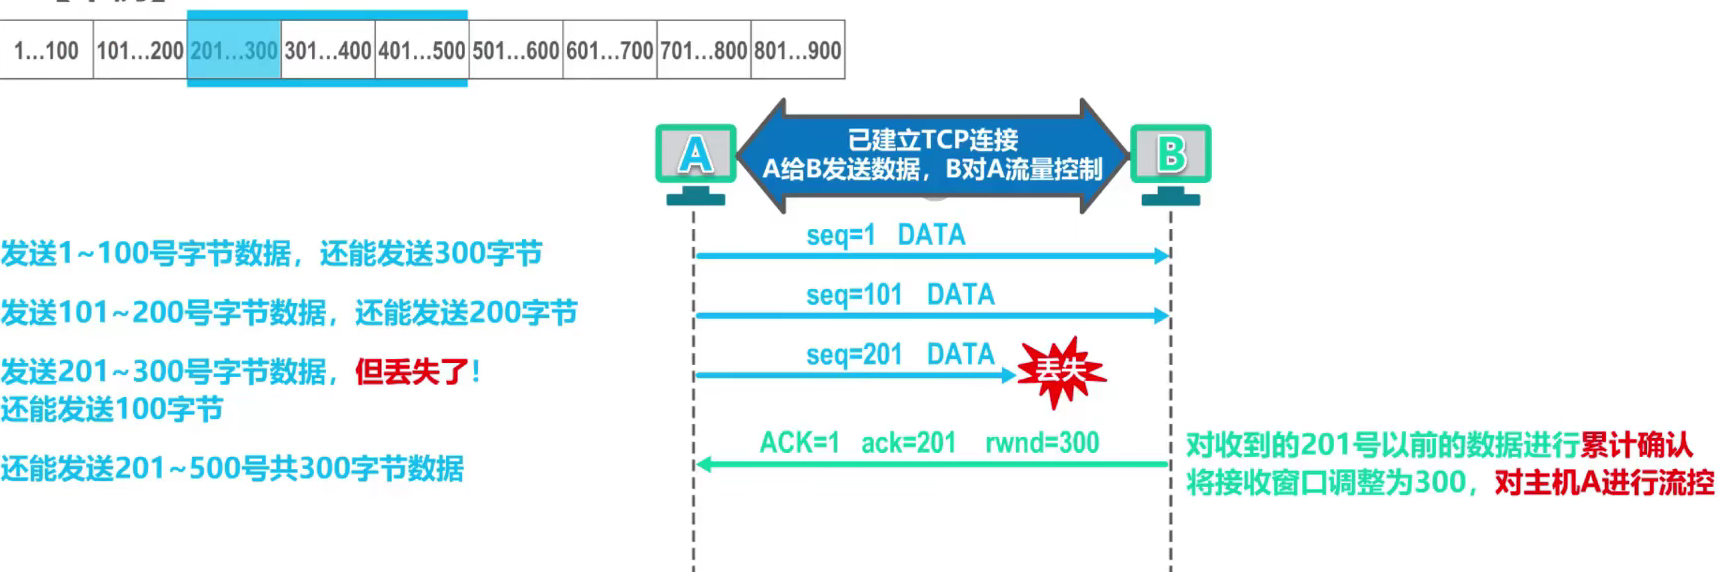 1...100 101...200 201...300 301...400 401...500 501...600 601...700 701...800 801...900
A
已建立TCP连接
A给B发送数据，B对A流量控制
B
发送1~100号字节数据，还能发送300字节
seq=1 DATA
发送101~200号字节数据，还能发送200字节
seq=101 DATA
发送201~300号字节数据，但丢失了！
还能发送100字节
seq=201 DATA
丢失
还能发送201~500号共300字节数据
ACK=1 ack=201 rwnd=300
对收到的201号以前的数据进行累计确认
将接收窗口调整为300，对主机A进行流控